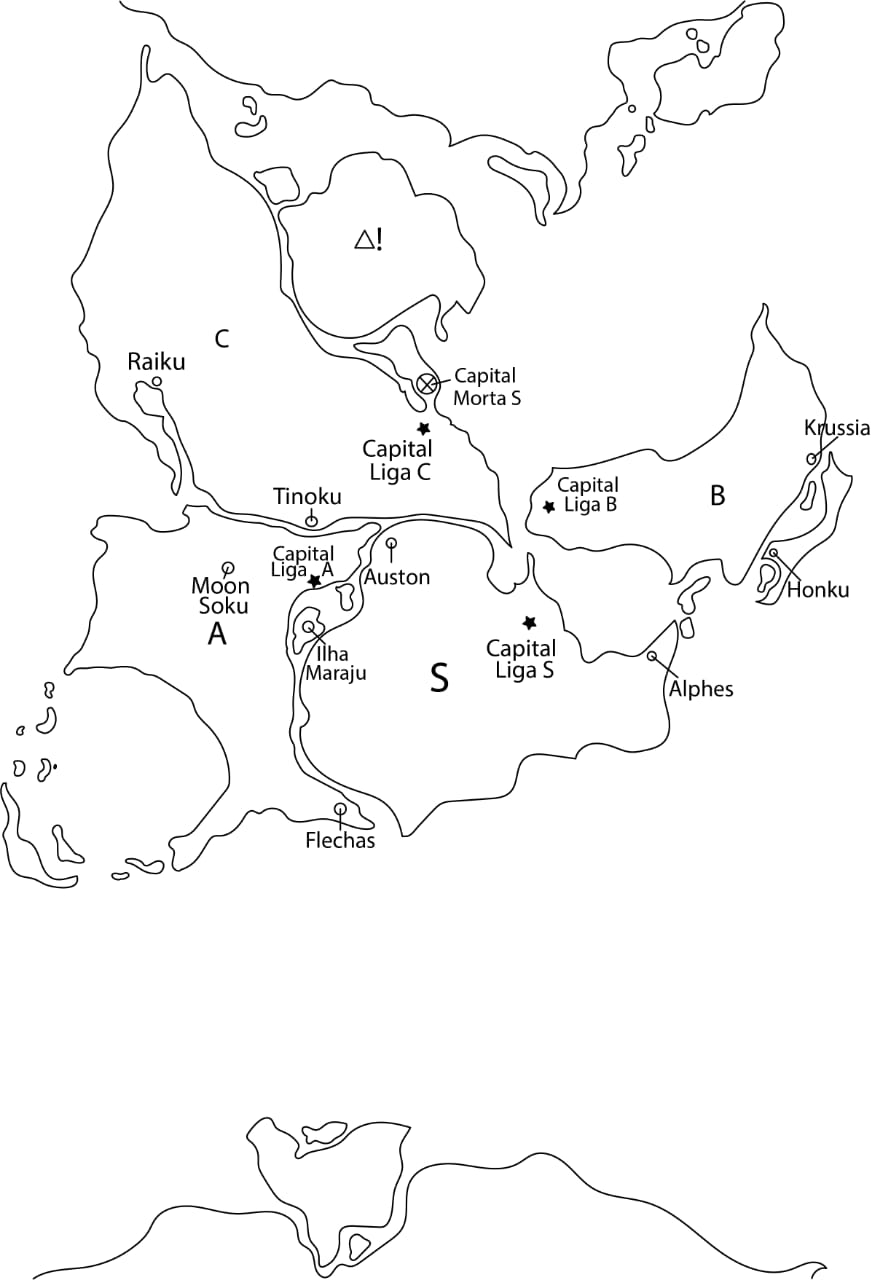 △!
C
Raiku
Capital
Morta S
Capital
Liga C
Krussia
Capital
Liga B
B
Tinoku
Capital
Liga A
Auston
Moon
Soku
Honku
A
Ilha
Maraju
Capital
Liga S
S
Alphes
Flechas